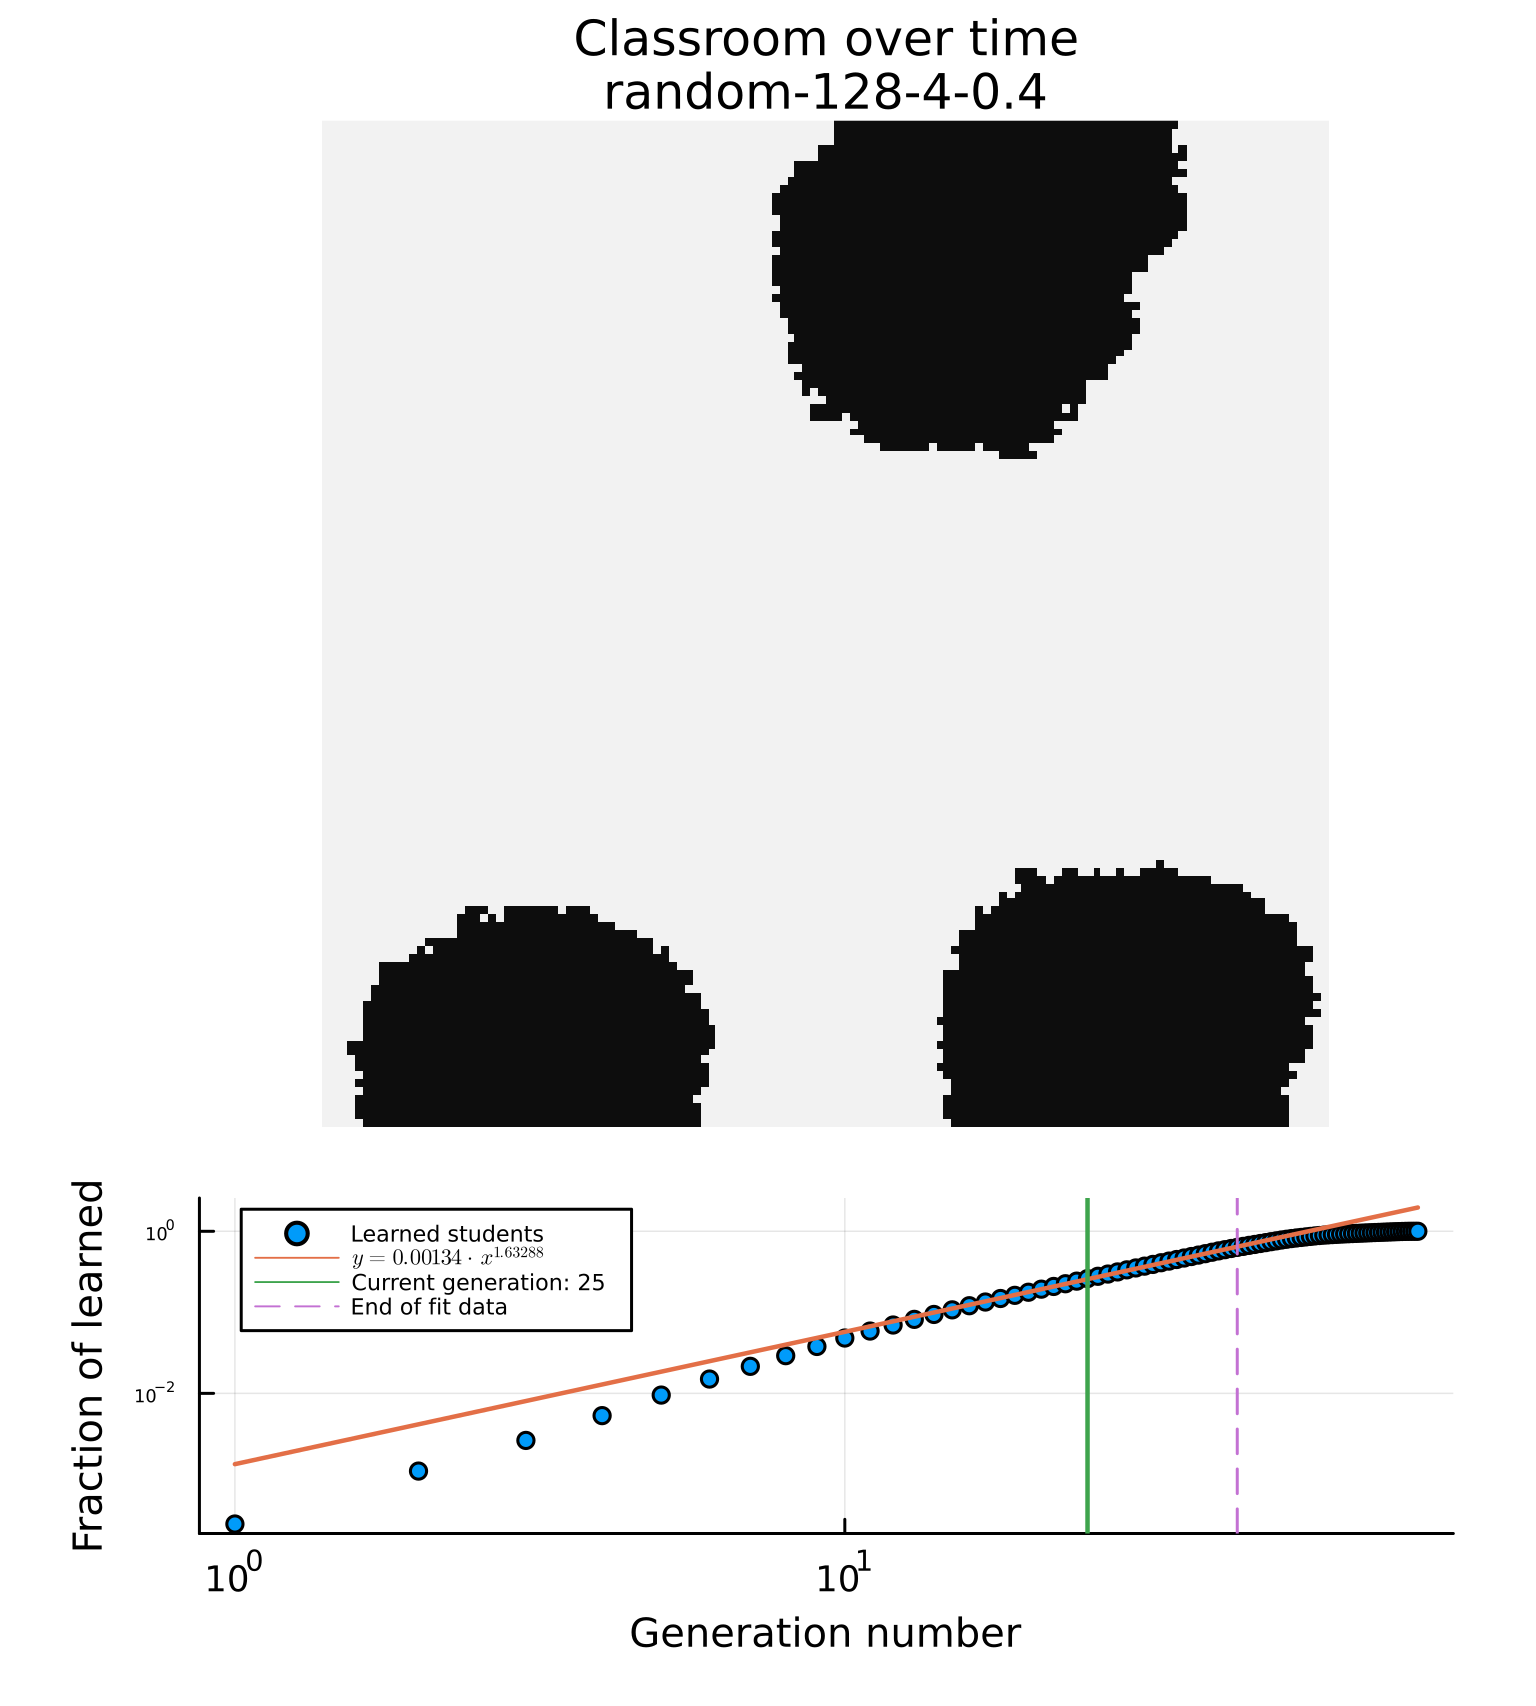 Classroom over time
random-128-4-0.4
Fraction of learned
10⁰
10⁻²
Learned students
y = 0.00134 · x^1.63288
Current generation: 25
End of fit data
10⁰
10¹
Generation number